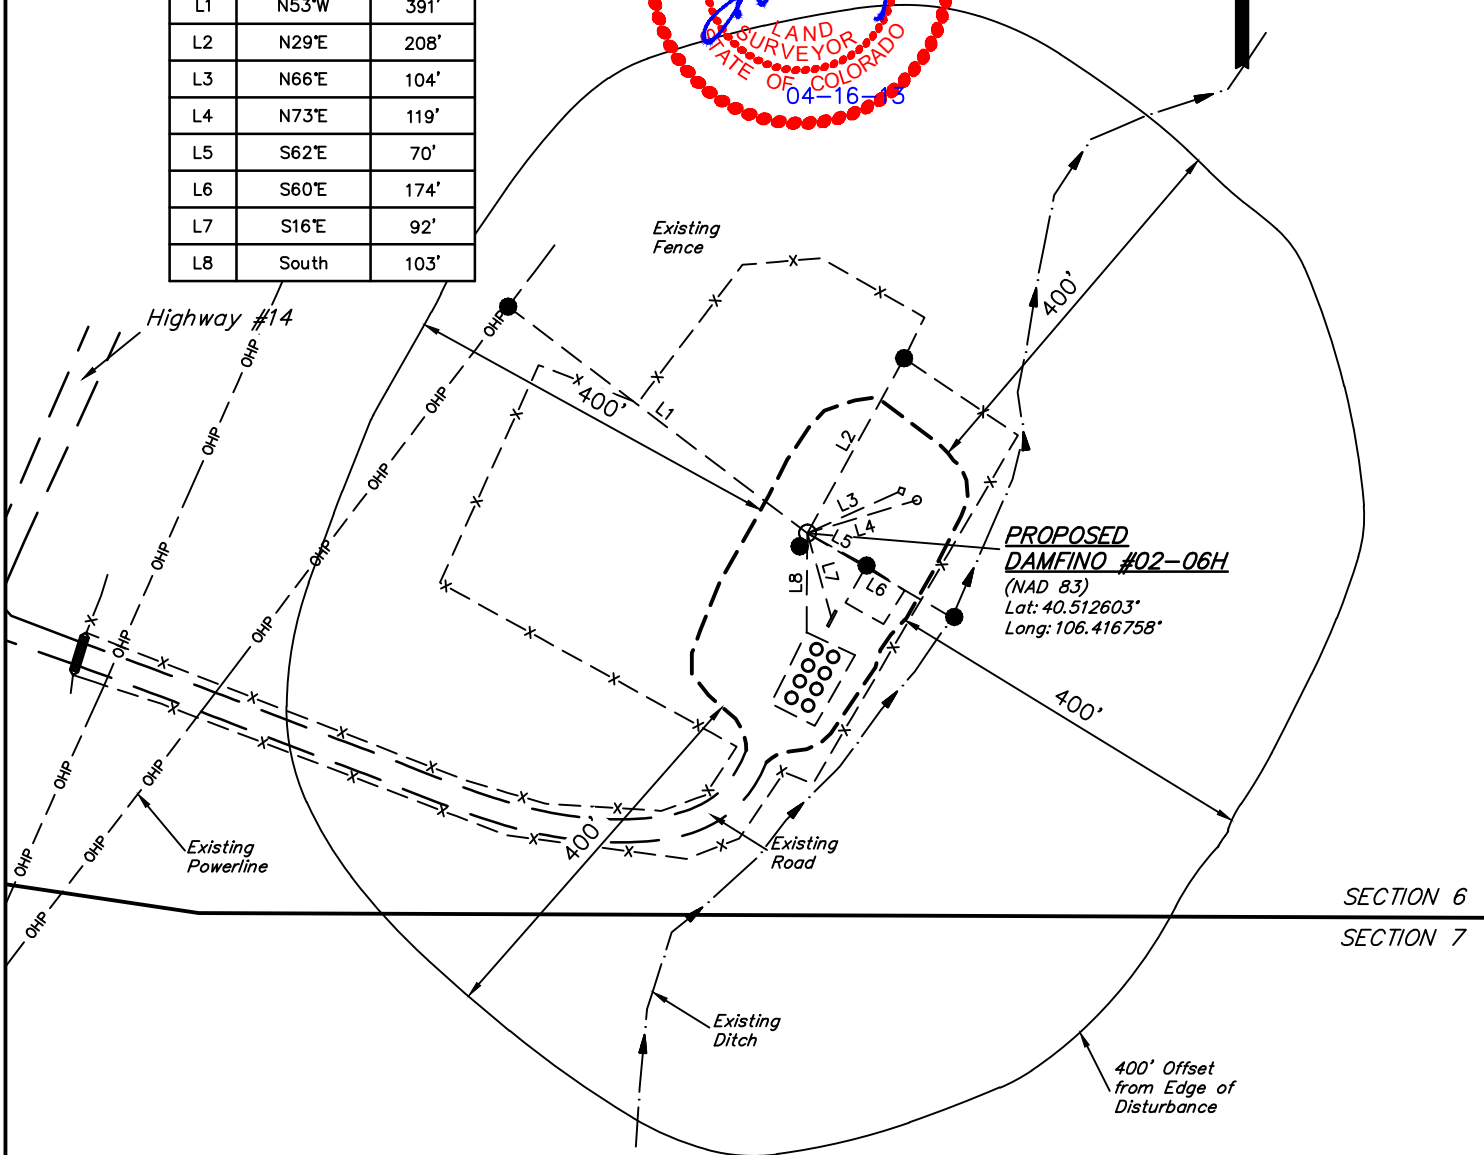 L1 N53°W 391'
L2 N29°E 208'
L3 N66°E 104'
L4 N73°E 119'
L5 S62°E 70'
L6 S60°E 174'
L7 S16°E 92'
L8 South 103'
LAND
SURVEYOR
STATE OF COLORADO
04-16-13
Highway #14
Existing
Fence
400'
400'
L1
L2
L3
L4
L5
L6
L7
L8
OHP
OHP
OHP
OHP
OHP
OHP
OHP
OHP
OHP
OHP
OHP
OHP
OHP
OHP
PROPOSED
DAMFINO #02-06H
(NAD 83)
Lat: 40.512603°
Long: 106.416758°
400'
400'
Existing
Powerline
Existing
Road
SECTION 6
SECTION 7
Existing
Ditch
400' Offset
from Edge of
Disturbance